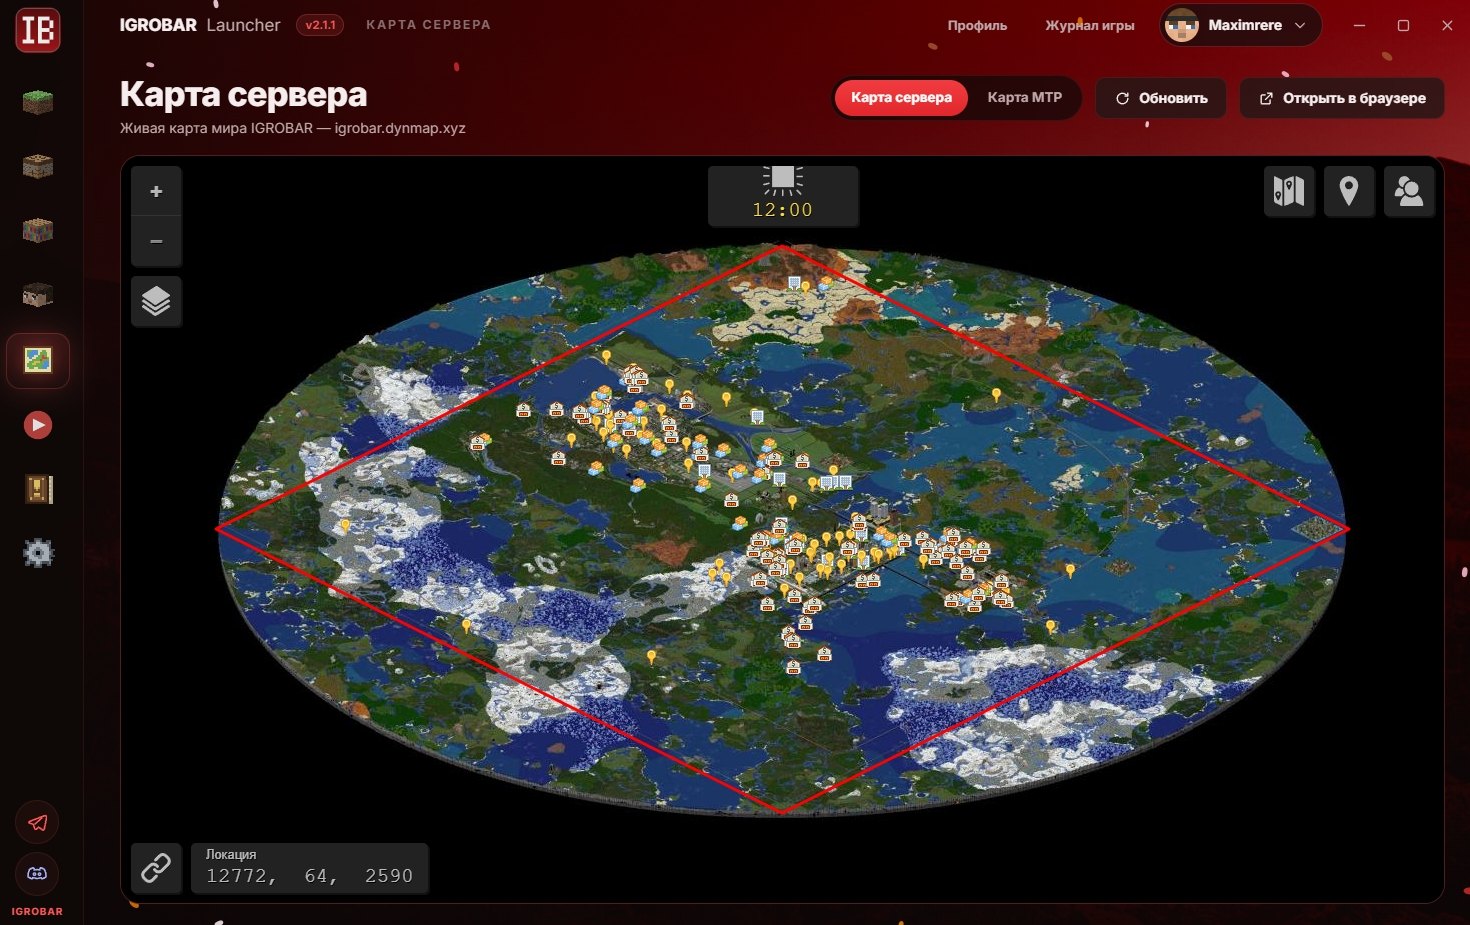 IB
IGROBAR Launcher v2.1.1 КАРТА СЕРВЕРА
Профиль Журнал игры Maximrere
Карта сервера
Живая карта мира IGROBAR — igrobar.dynmap.xyz
Карта сервера Карта МТР Обновить Открыть в браузере
12:00
Локация
12772, 64, 2590
IGROBAR